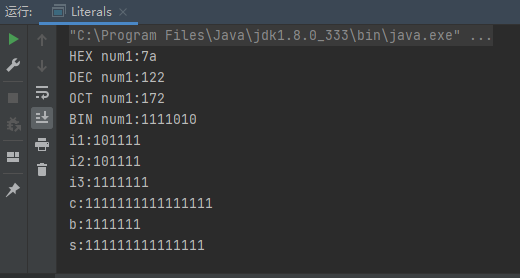 运行: Literals
"C:\Program Files\Java\jdk1.8.0_333\bin\java.exe" ...
HEX num1:7a
DEC num1:122
OCT num1:172
BIN num1:1111010
i1:101111
i2:101111
i3:1111111
c:1111111111111111
b:1111111
s:111111111111111